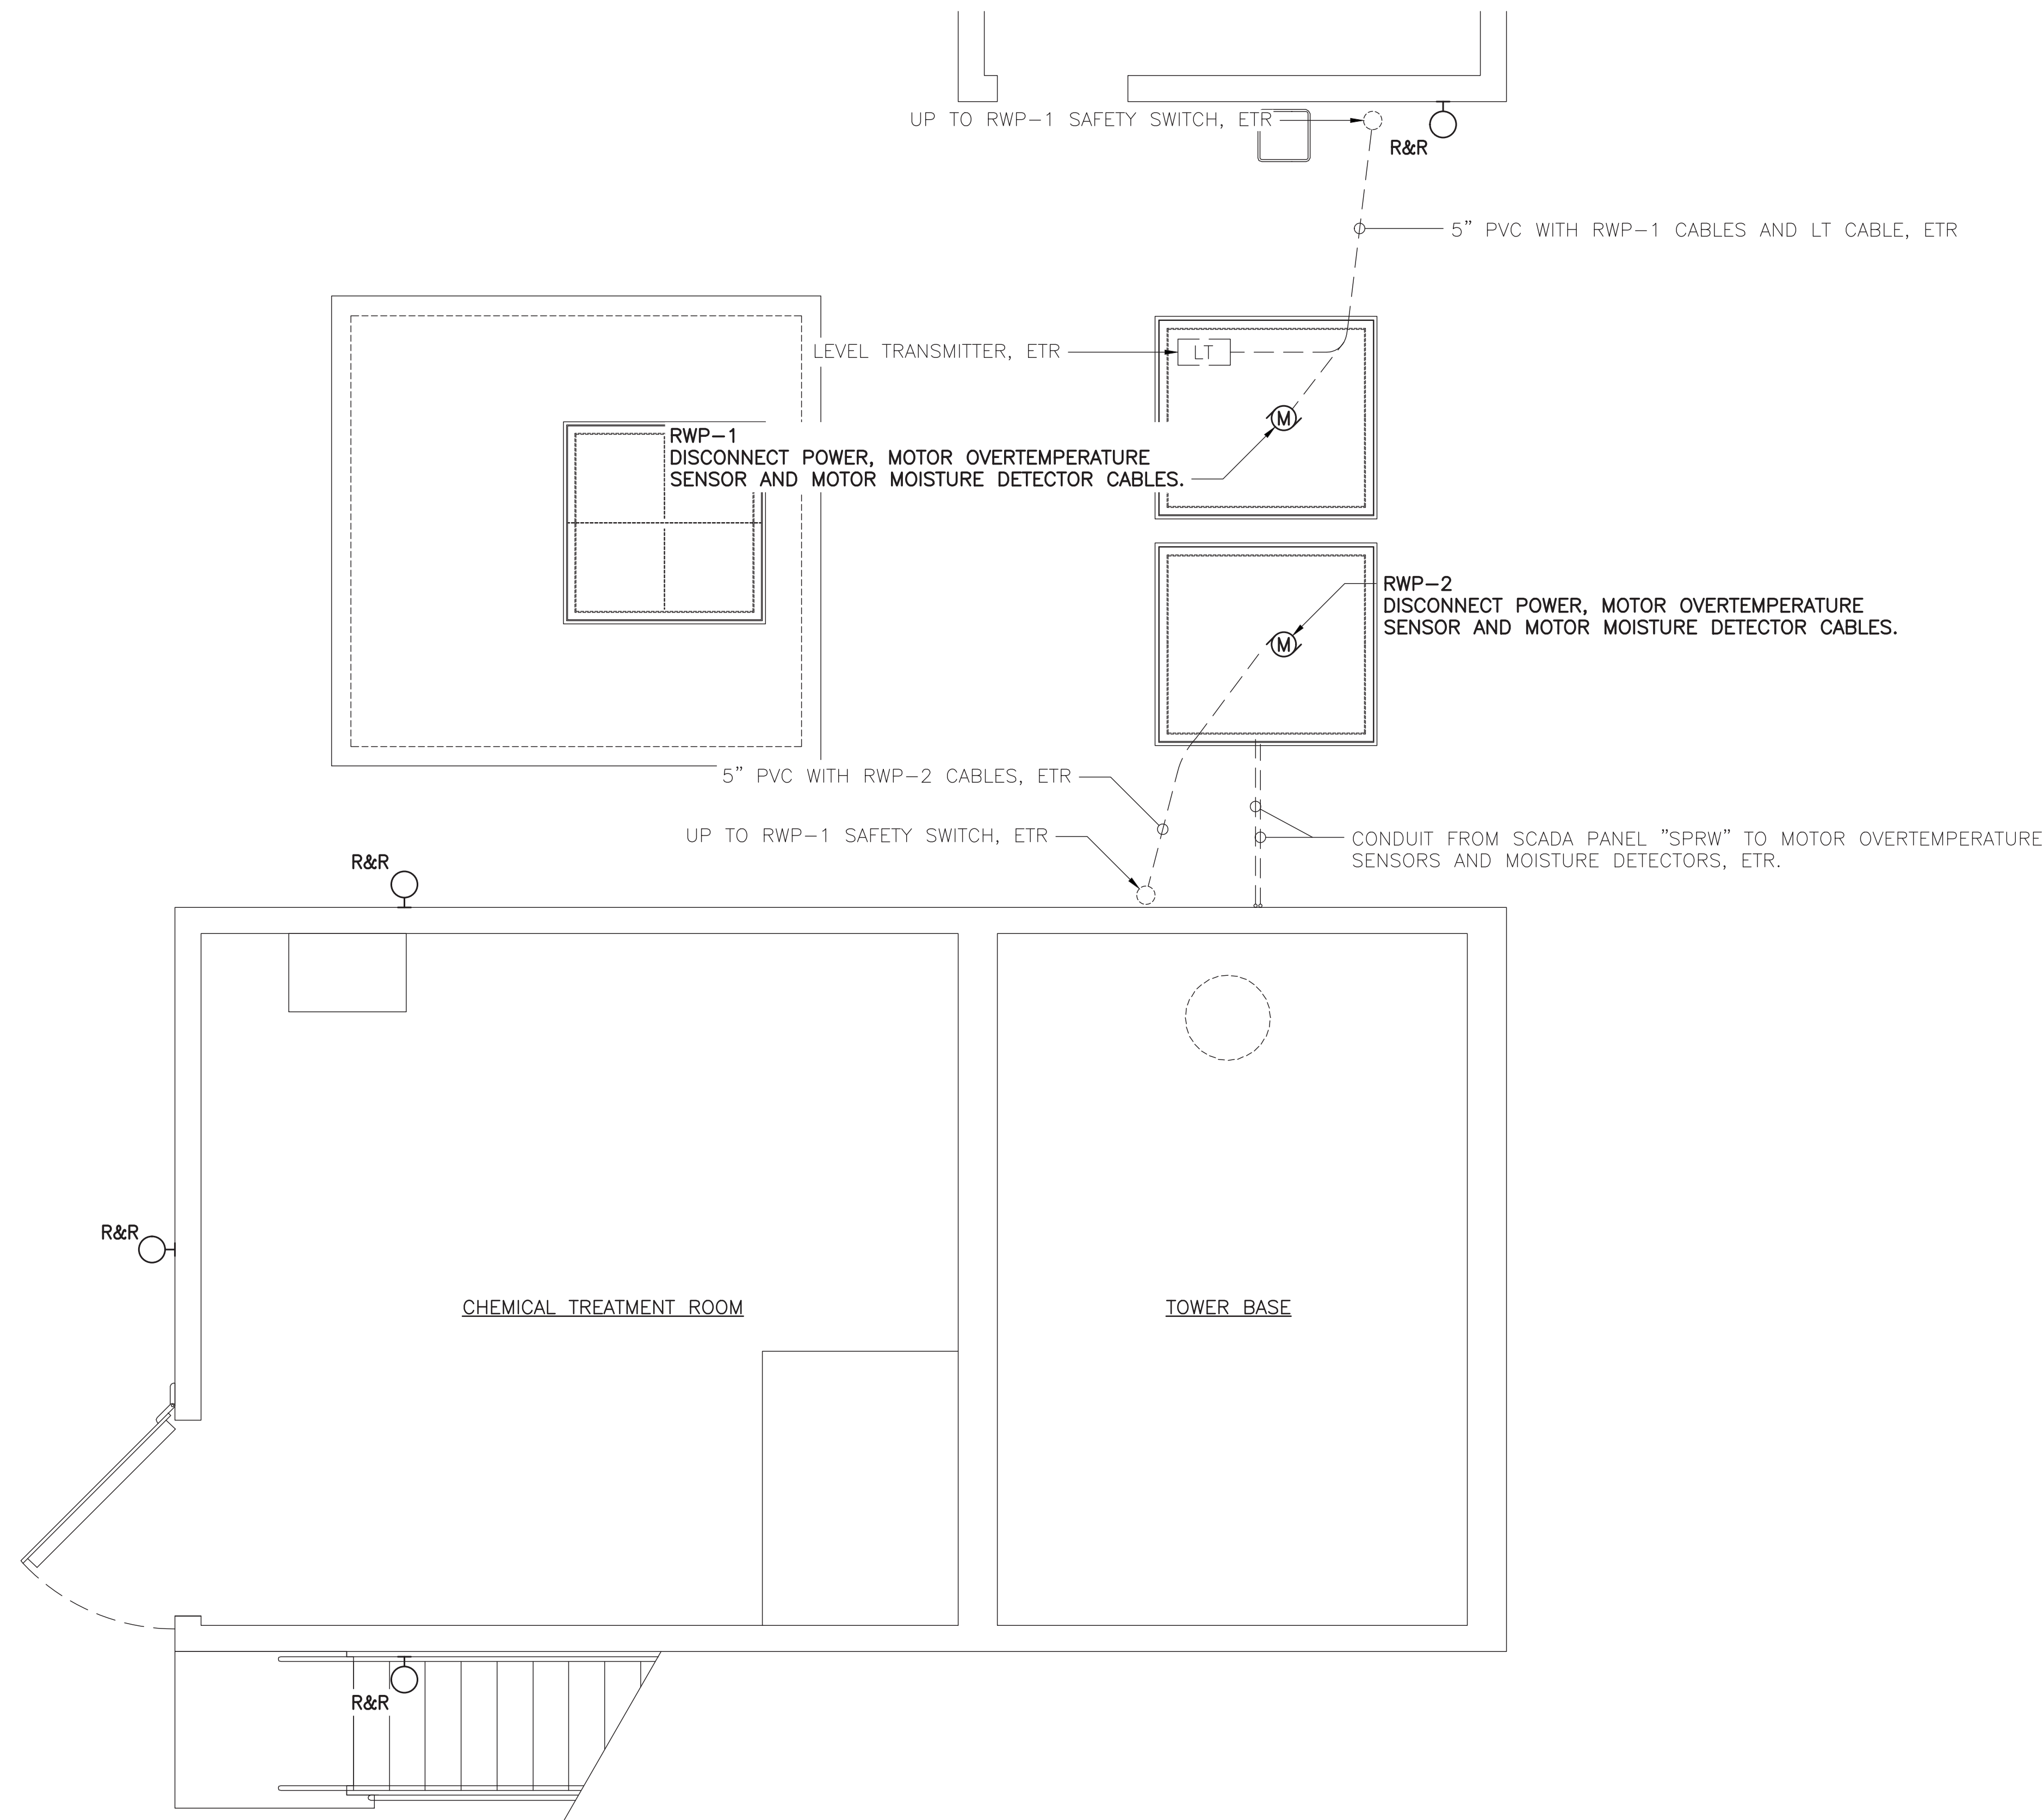 UP TO RWP-1 SAFETY SWITCH, ETR
R&R
5" PVC WITH RWP-1 CABLES AND LT CABLE, ETR
LEVEL TRANSMITTER, ETR
LT
M
RWP-1
DISCONNECT POWER, MOTOR OVERTEMPERATURE
SENSOR AND MOTOR MOISTURE DETECTOR CABLES.
RWP-2
DISCONNECT POWER, MOTOR OVERTEMPERATURE
SENSOR AND MOTOR MOISTURE DETECTOR CABLES.
M
5" PVC WITH RWP-2 CABLES, ETR
UP TO RWP-1 SAFETY SWITCH, ETR
CONDUIT FROM SCADA PANEL "SPRW" TO MOTOR OVERTEMPERATURE
SENSORS AND MOISTURE DETECTORS, ETR.
R&R
R&R
CHEMICAL TREATMENT ROOM
TOWER BASE
R&R